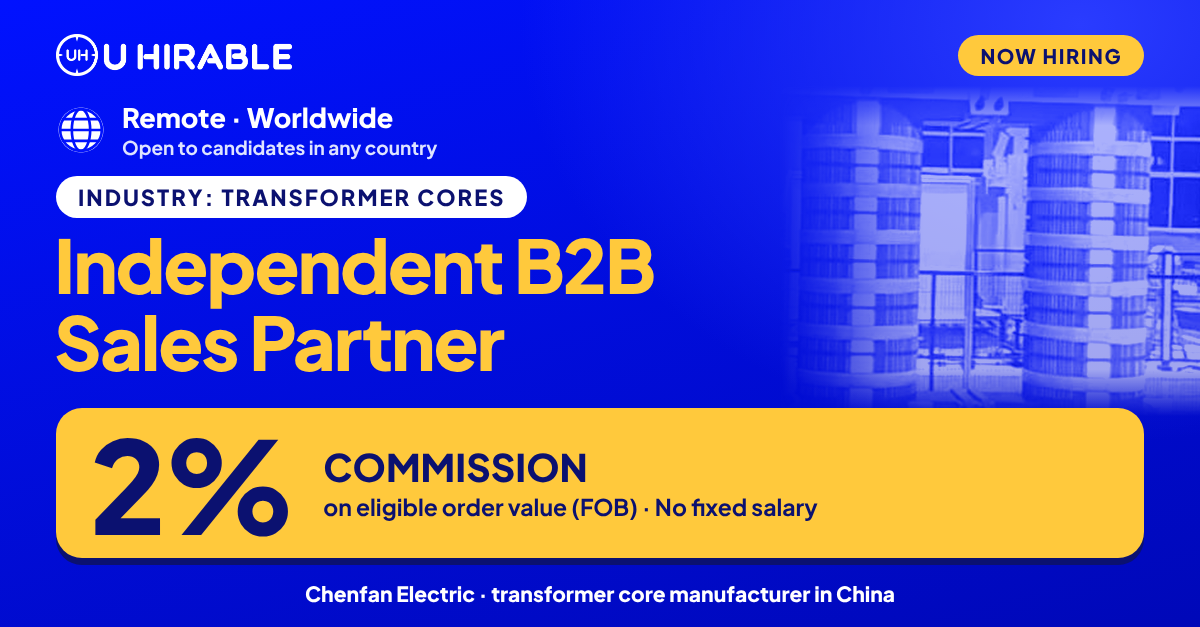 UH U HIRABLE
NOW HIRING
Remote · Worldwide
Open to candidates in any country
INDUSTRY: TRANSFORMER CORES
Independent B2B
Sales Partner
2%
COMMISSION
on eligible order value (FOB) · No fixed salary
Chenfan Electric · transformer core manufacturer in China